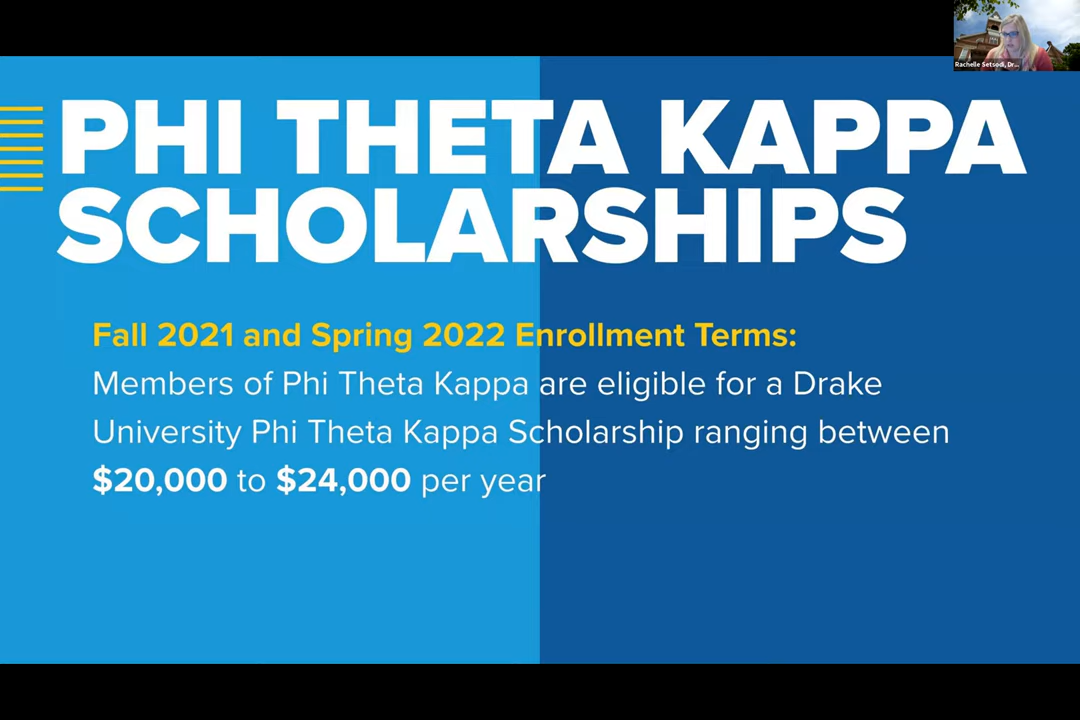 Rachelle Setsodi, Dr...
PHI THETA KAPPA
SCHOLARSHIPS
Fall 2021 and Spring 2022 Enrollment Terms:
Members of Phi Theta Kappa are eligible for a Drake
University Phi Theta Kappa Scholarship ranging between
$20,000 to $24,000 per year